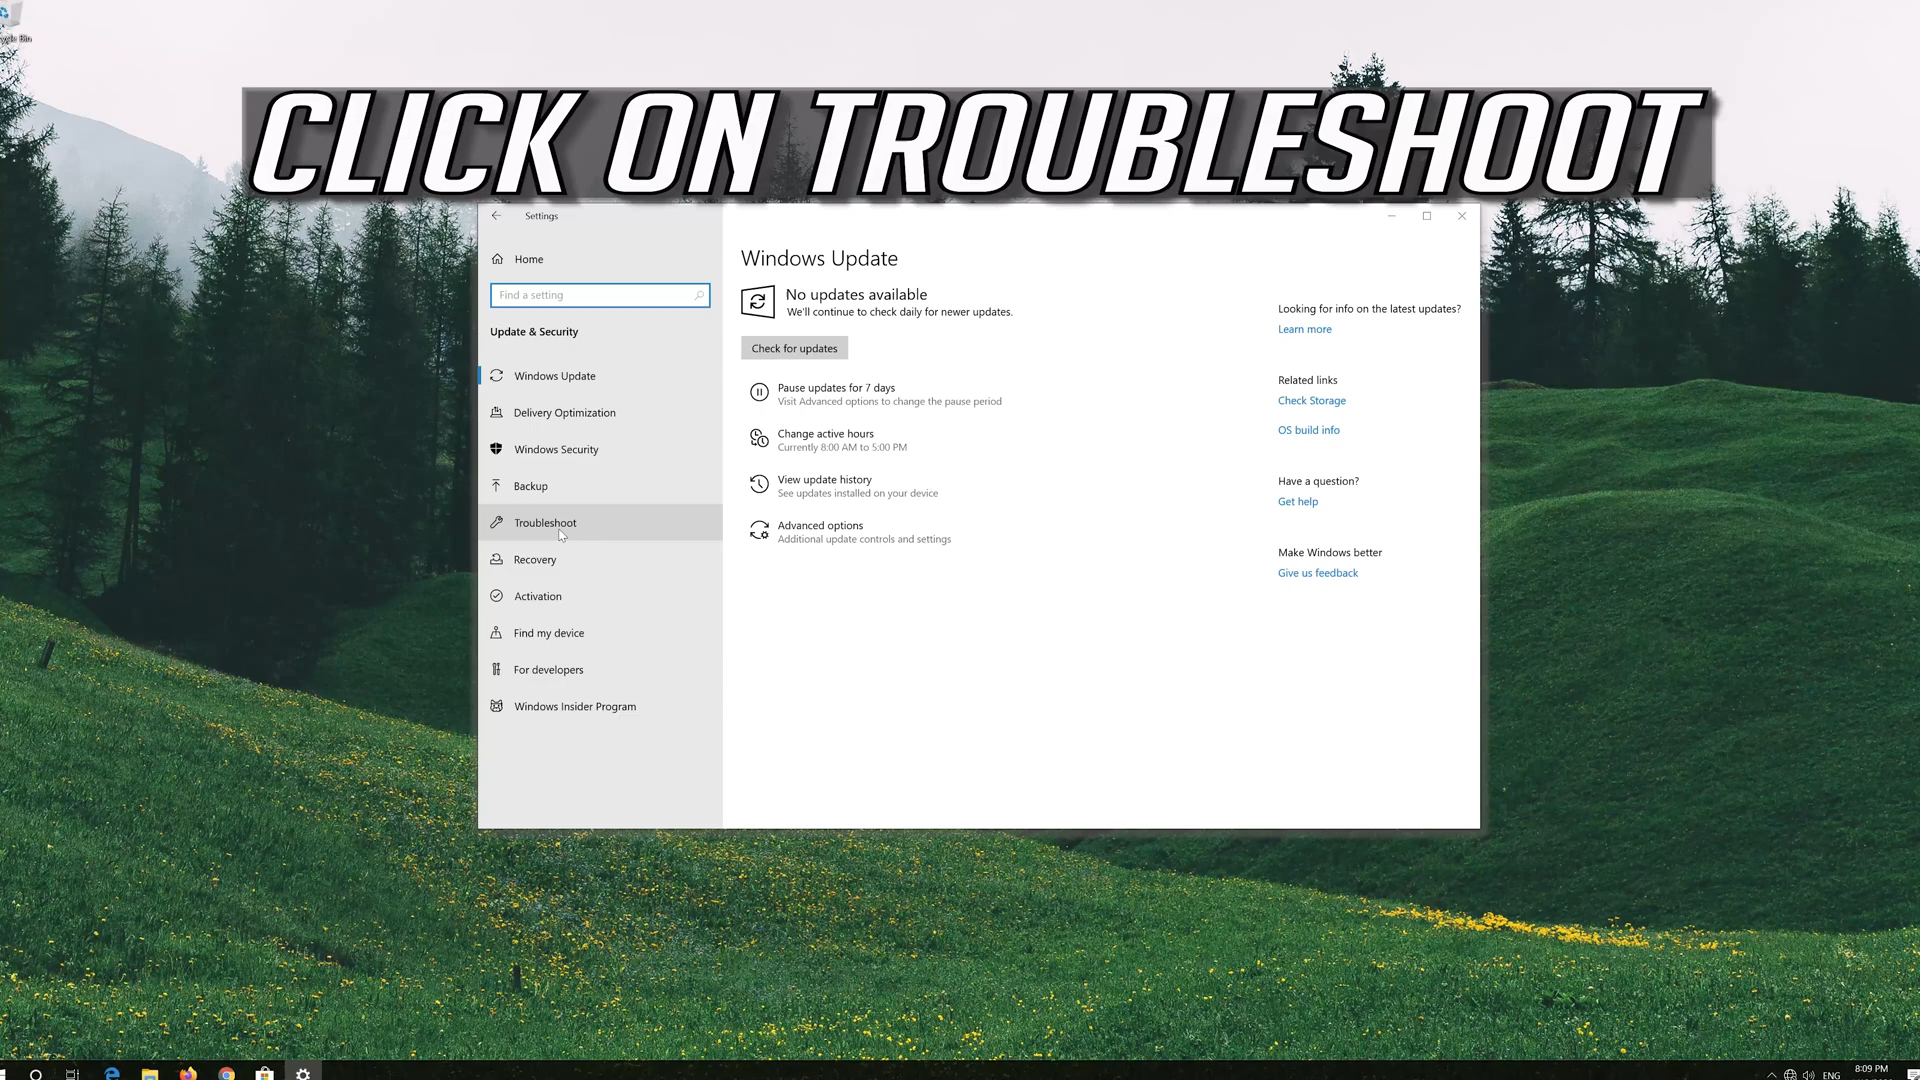 CLICK ON TROUBLESHOOT
Settings
Home
Find a setting
Update & Security
Windows Update
Delivery Optimization
Windows Security
Backup
Troubleshoot
Recovery
Activation
Find my device
For developers
Windows Insider Program
Windows Update
No updates available
We'll continue to check daily for newer updates.
Check for updates
Pause updates for 7 days
Visit Advanced options to change the pause period
Change active hours
Currently 8:00 AM to 5:00 PM
View update history
See updates installed on your device
Advanced options
Additional update controls and settings
Looking for info on the latest updates?
Learn more
Related links
Check Storage
OS build info
Have a question?
Get help
Make Windows better
Give us feedback
ENG
8:09 PM